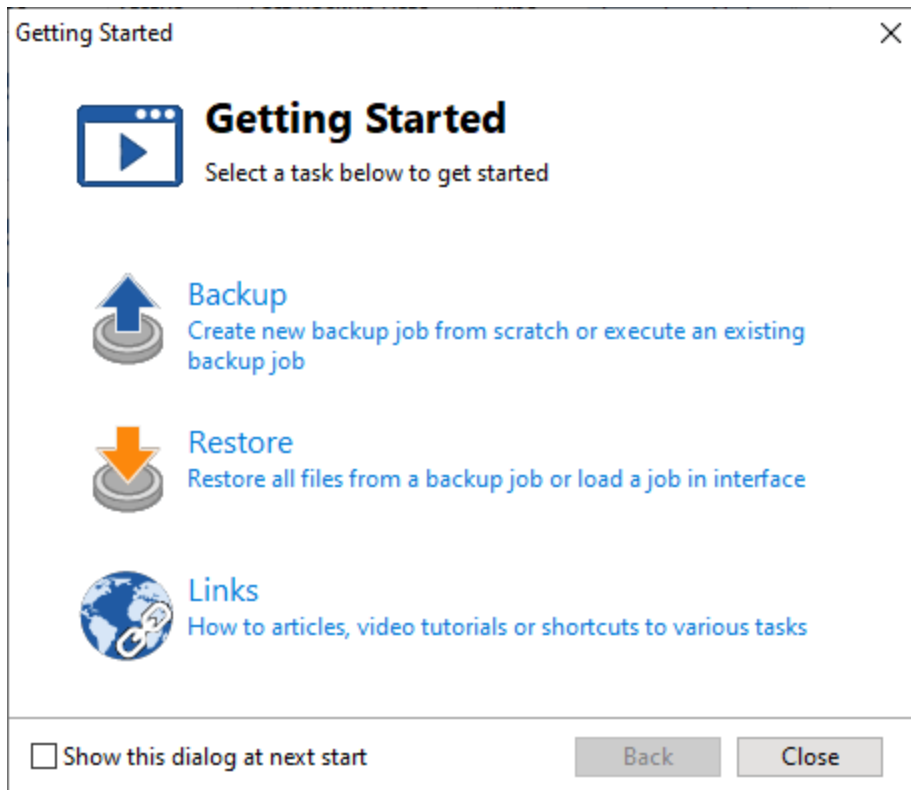 Getting Started
Getting Started
Select a task below to get started
Backup
Create new backup job from scratch or execute an existing
backup job
Restore
Restore all files from a backup job or load a job in interface
Links
How to articles, video tutorials or shortcuts to various tasks
Show this dialog at next start
Back
Close